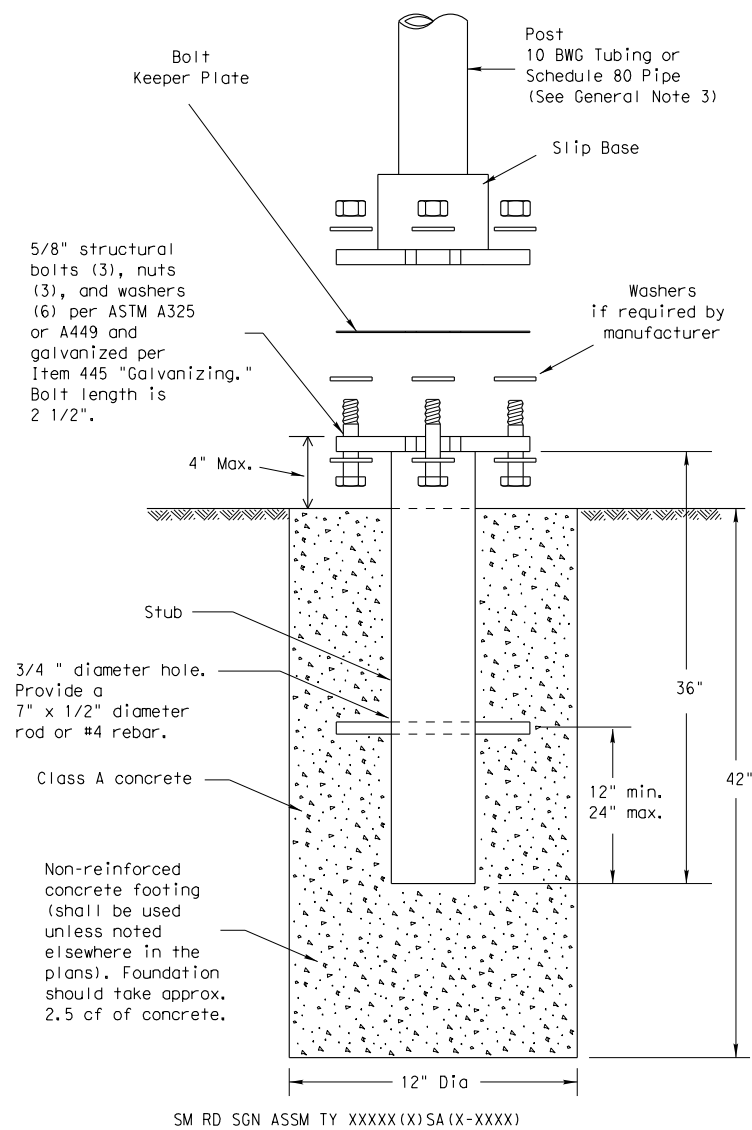 Post
10 BWG Tubing or
Schedule 80 Pipe
(See General Note 3)
Bolt
Keeper Plate
Slip Base
5/8" structural
bolts (3), nuts
(3), and washers
(6) per ASTM A325
or A449 and
galvanized per
Item 445 "Galvanizing."
Bolt length is
2 1/2".
Washers
if required by
manufacturer
4" Max.
Stub
3/4 " diameter hole.
Provide a
7" x 1/2" diameter
rod or #4 rebar.
36"
Class A concrete
12" min.
24" max.
42"
Non-reinforced
concrete footing
(shall be used
unless noted
elsewhere in the
plans). Foundation
should take approx.
2.5 cf of concrete.
12" Dia
SM RD SGN ASSM TY XXXXX(X)SA(X-XXXX)